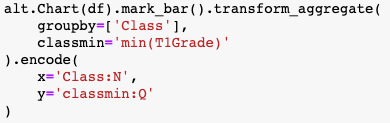 alt.Chart(df).mark_bar().transform_aggregate(
    groupby=['Class'],
    classmin='min(T1Grade)'
).encode(
    x='Class:N',
    y='classmin:Q'
)